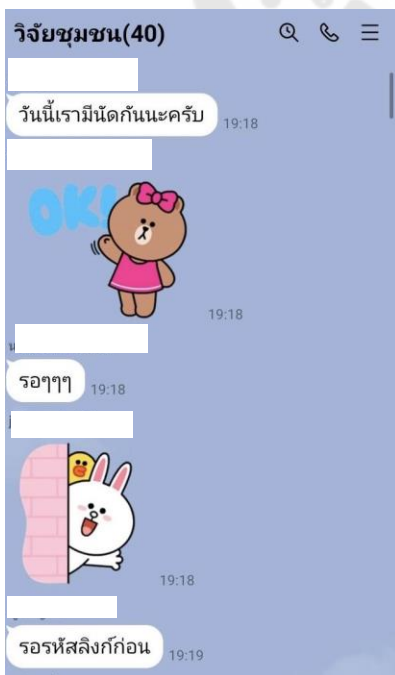 วิจัยชุมชน(40)
วันนี้เรามีนัดกันนะครับ
19:18
OK!
19:18
รอๆๆๆ
19:18
19:18
รอรหัสลิงก์ก่อน
19:19